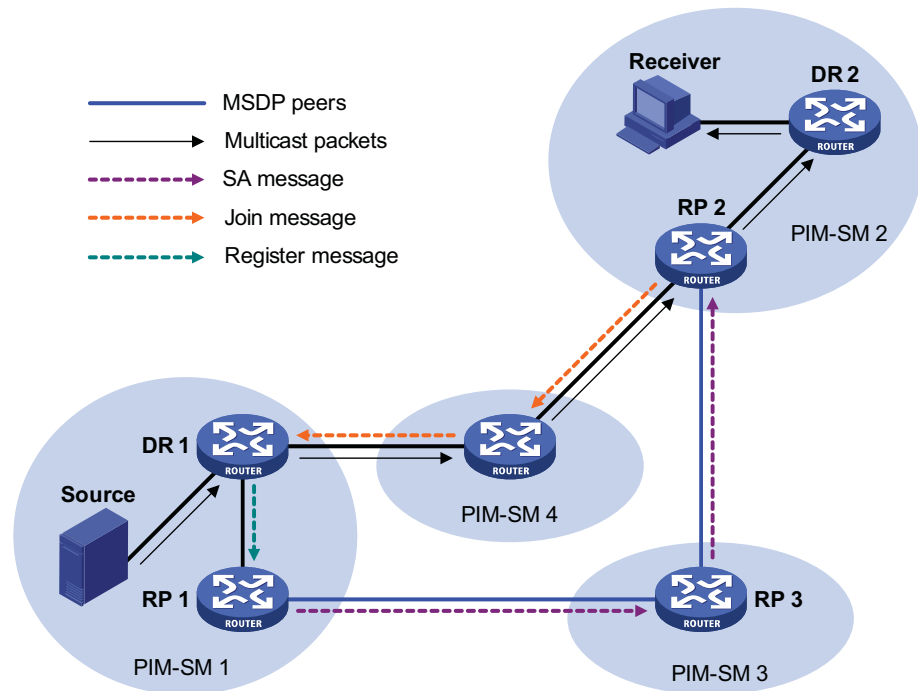 MSDP peers
Multicast packets
SA message
Join message
Register message
Receiver
DR 2
ROUTER
RP 2
ROUTER
PIM-SM 2
DR 1
ROUTER
ROUTER
PIM-SM 4
Source
RP 1
ROUTER
PIM-SM 1
RP 3
ROUTER
PIM-SM 3